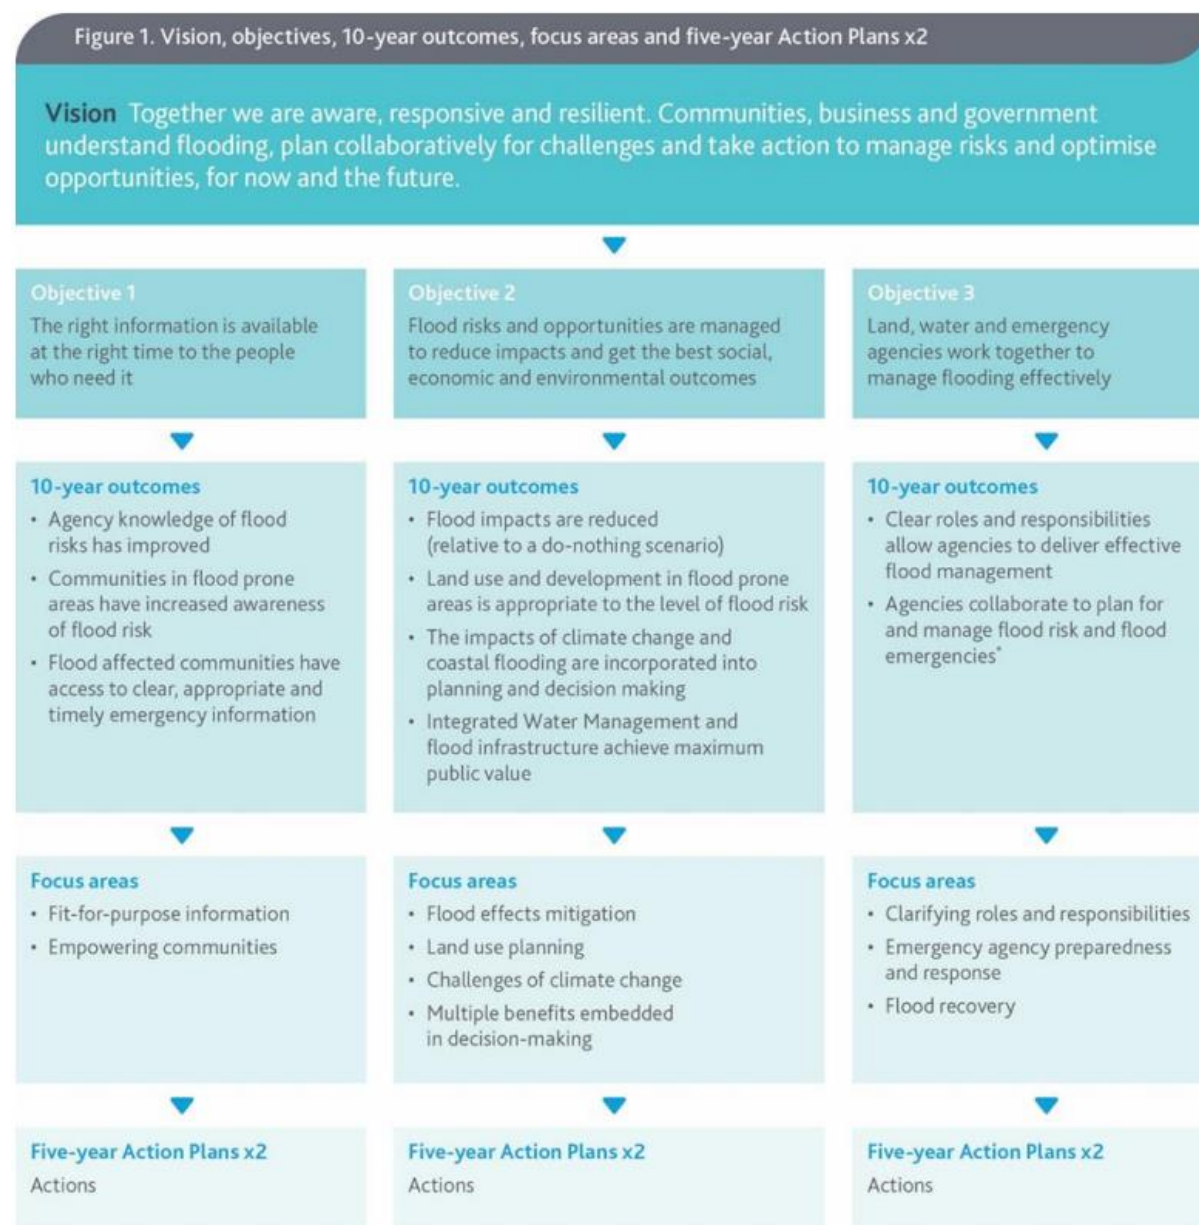 Figure 1. Vision, objectives, 10-year outcomes, focus areas and five-year Action Plans x2
Vision Together we are aware, responsive and resilient. Communities, business and government
understand flooding, plan collaboratively for challenges and take action to manage risks and optimise
opportunities, for now and the future.
Objective 1
The right information is available
at the right time to the people
who need it
Objective 2
Flood risks and opportunities are managed
to reduce impacts and get the best social,
economic and environmental outcomes
Objective 3
Land, water and emergency
agencies work together to
manage flooding effectively
10-year outcomes
• Agency knowledge of flood
risks has improved
• Communities in flood prone
areas have increased awareness
of flood risk
• Flood affected communities have
access to clear, appropriate and
timely emergency information
10-year outcomes
• Flood impacts are reduced
(relative to a do-nothing scenario)
• Land use and development in flood prone
areas is appropriate to the level of flood risk
• The impacts of climate change and
coastal flooding are incorporated into
planning and decision making
• Integrated Water Management and
flood infrastructure achieve maximum
public value
10-year outcomes
• Clear roles and responsibilities
allow agencies to deliver effective
flood management
• Agencies collaborate to plan for
and manage flood risk and flood
emergencies*
Focus areas
• Fit-for-purpose information
• Empowering communities
Focus areas
• Flood effects mitigation
• Land use planning
• Challenges of climate change
• Multiple benefits embedded
in decision-making
Focus areas
• Clarifying roles and responsibilities
• Emergency agency preparedness
and response
• Flood recovery
Five-year Action Plans x2
Actions
Five-year Action Plans x2
Actions
Five-year Action Plans x2
Actions